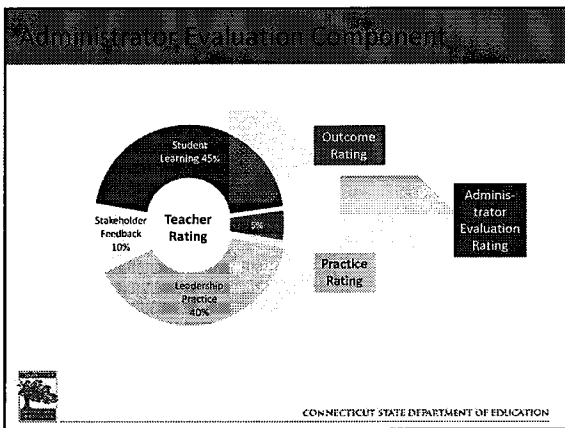 Administrator Evaluation Component
Student
Learning 45%
Outcome
Rating
Adminis-
trator
Evaluation
Rating
Stakeholder
Feedback
10%
Teacher
Rating
5%
Practice
Rating
Leadership
Practice
40%
CONNECTICUT STATE DEPARTMENT OF EDUCATION